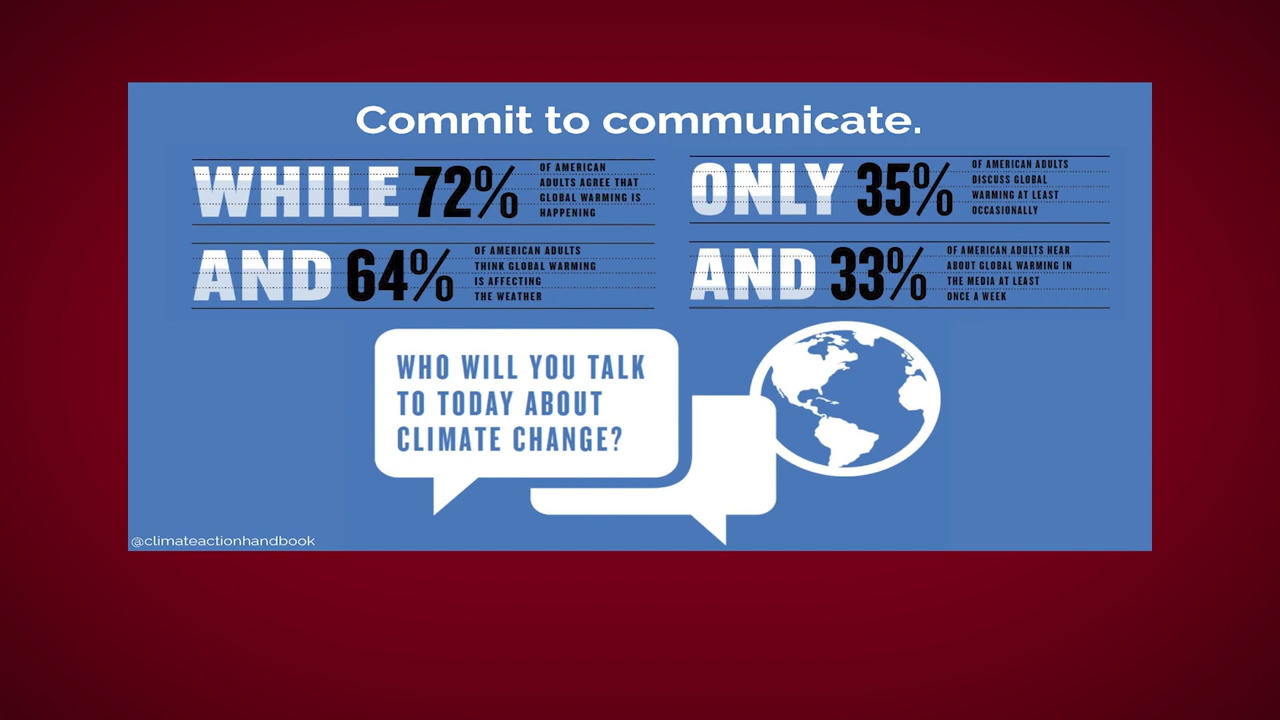 Commit to communicate.
WHILE 72%
OF AMERICAN
ADULTS AGREE THAT
GLOBAL WARMING IS
HAPPENING
AND 64%
OF AMERICAN ADULTS
THINK GLOBAL WARMING
IS AFFECTING
THE WEATHER
ONLY 35%
OF AMERICAN ADULTS
DISCUSS GLOBAL
WARMING AT LEAST
OCCASIONALLY
AND 33%
OF AMERICAN ADULTS HEAR
ABOUT GLOBAL WARMING IN
THE MEDIA AT LEAST
ONCE A WEEK
WHO WILL YOU TALK
TO TODAY ABOUT
CLIMATE CHANGE?
@climateactionhandbook